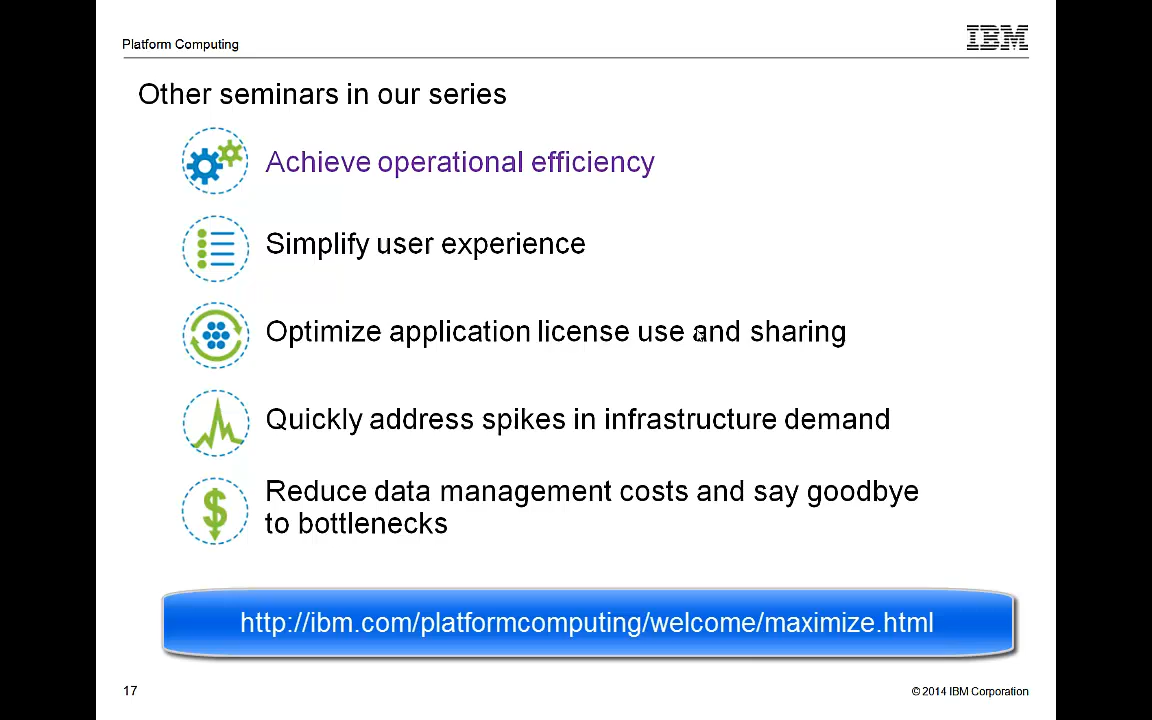 Platform Computing
IBM
Other seminars in our series
Achieve operational efficiency
Simplify user experience
Optimize application license use and sharing
Quickly address spikes in infrastructure demand
$
Reduce data management costs and say goodbye
to bottlenecks
http://ibm.com/platformcomputing/welcome/maximize.html
17
© 2014 IBM Corporation